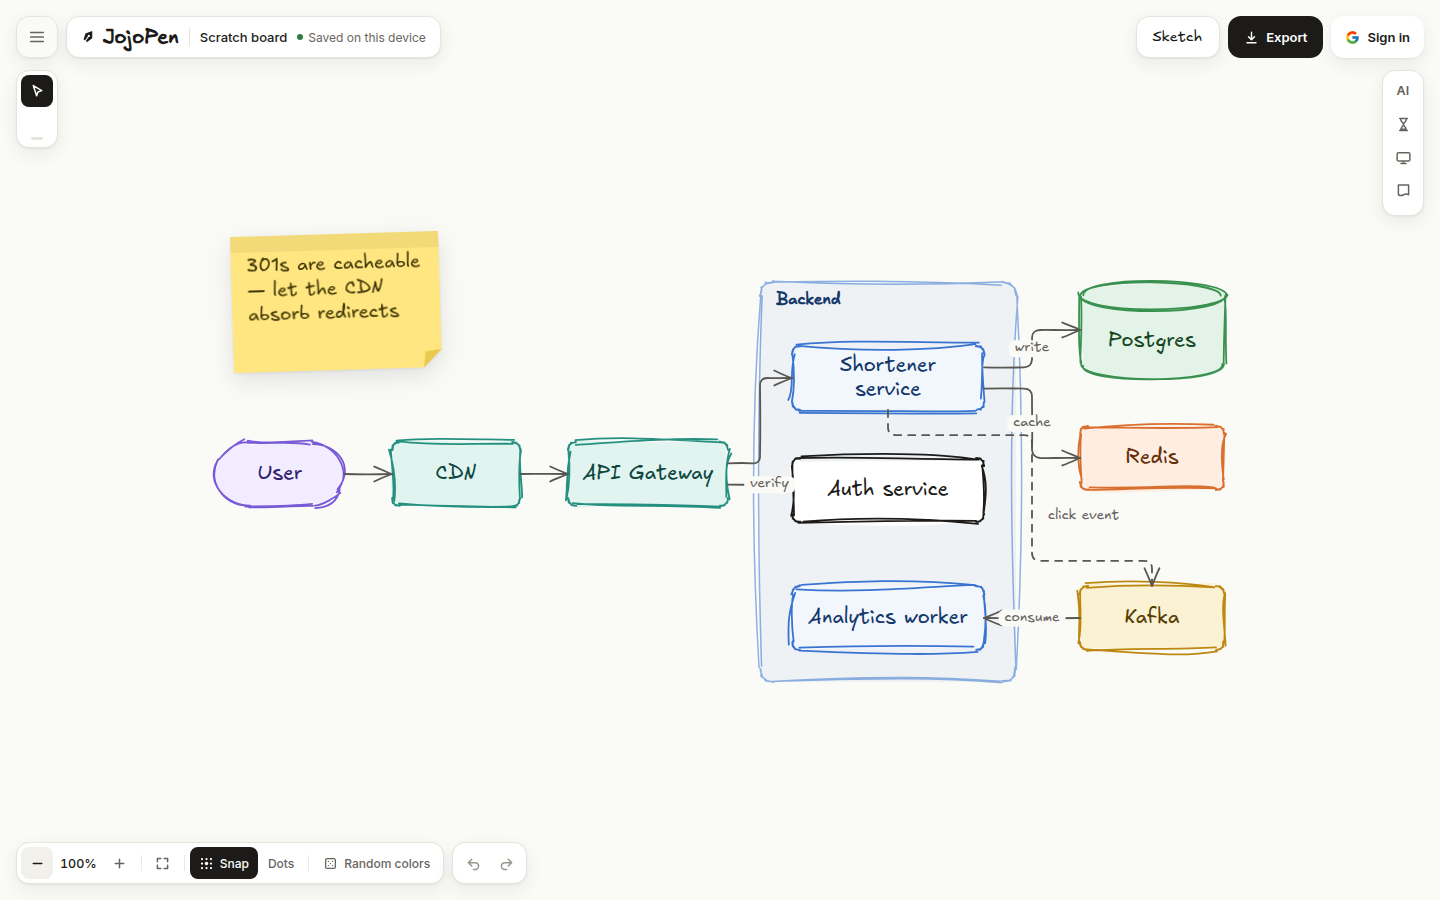 JojoPen
Scratch board
Saved on this device
Sketch
Export
Sign in
AI
301s are cacheable
— let the CDN
absorb redirects
Backend
Shortener
service
write
Postgres
cache
User
CDN
API Gateway
verify
Auth service
Redis
click event
Analytics worker
consume
Kafka
100%
Snap
Dots
Random colors